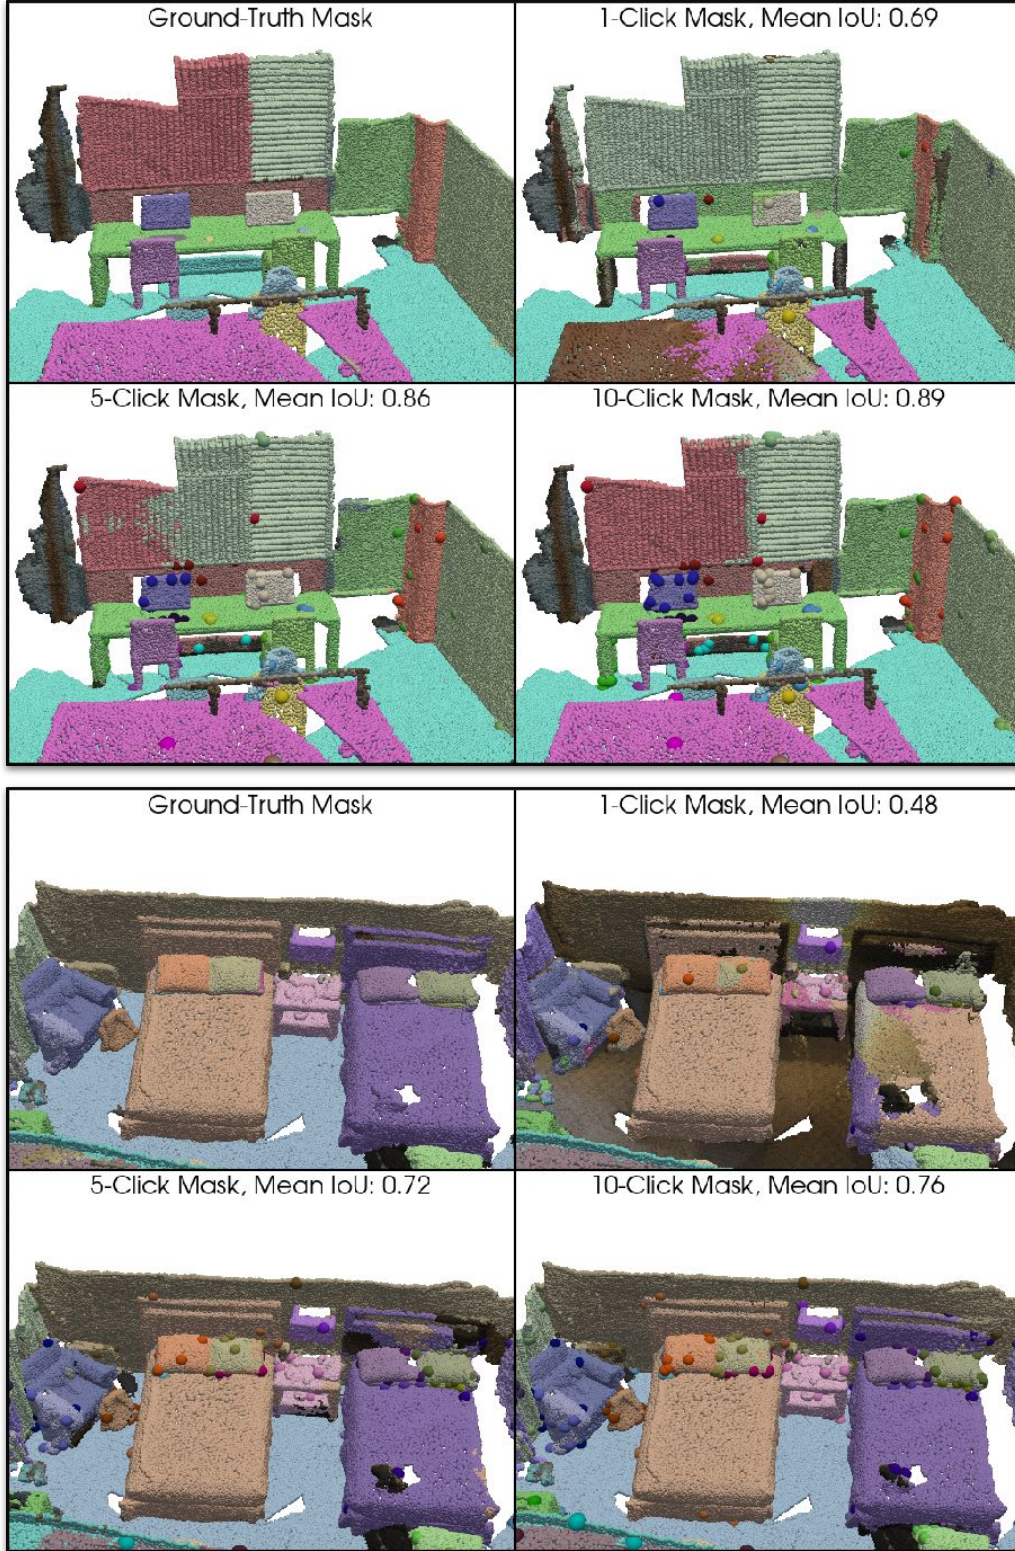 Ground-Truth Mask
1-Click Mask, Mean IoU: 0.69
5-Click Mask, Mean IoU: 0.86
10-Click Mask, Mean IoU: 0.89
Ground-Truth Mask
1-Click Mask, Mean IoU: 0.48
5-Click Mask, Mean IoU: 0.72
10-Click Mask, Mean IoU: 0.76